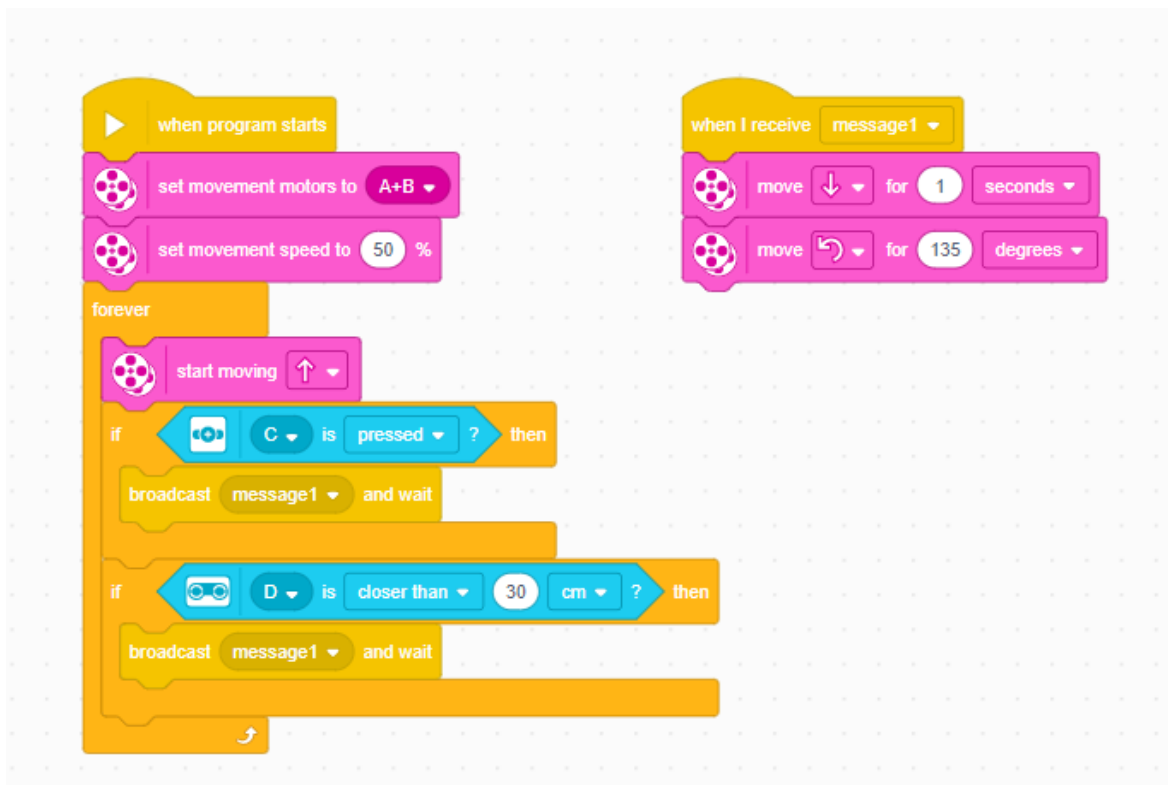 when program starts
set movement motors to A+B
set movement speed to 50 %
forever
start moving
if C is pressed ? then
broadcast message1 and wait
if D is closer than 30 cm ? then
broadcast message1 and wait
when I receive message1
move for 1 seconds
move for 135 degrees